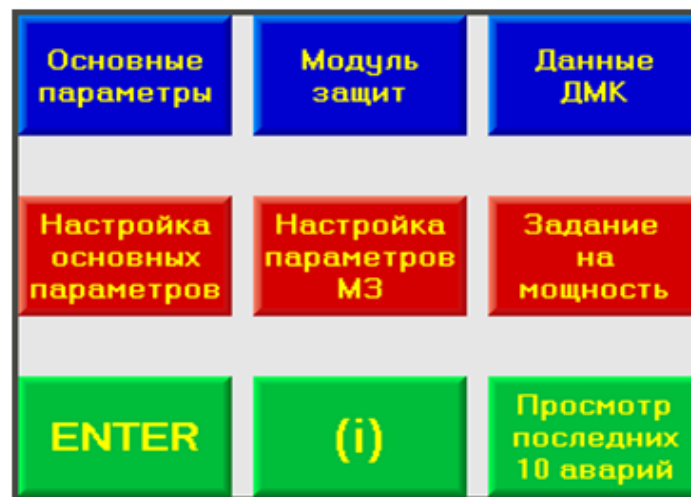 Основные
параметры
Модуль
защит
Данные
ДМК
Настройка
основных
параметров
Настройка
параметров
МЗ
Задание
на
мощность
ENTER
(i)
Просмотр
последних
10 аварий